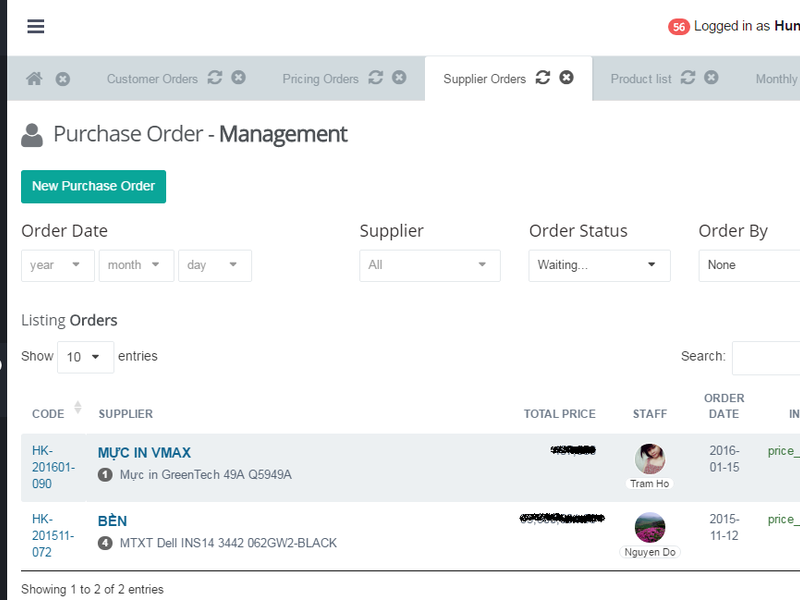 56 Logged in as Hun
Customer Orders
Pricing Orders
Supplier Orders
Product list
Monthly
Purchase Order - Management
New Purchase Order
Order Date
Supplier
Order Status
Order By
year
month
day
All
Waiting...
None
Listing Orders
Show 10 entries
Search:
CODE
SUPPLIER
TOTAL PRICE
STAFF
ORDER
DATE
IN
HK-
201601-
090
MỰC IN VMAX
1 Mực in GreenTech 49A Q5949A
Tram Ho
2016-
01-15
price_
HK-
201511-
072
BÈN
4 MTXT Dell INS14 3442 062GW2-BLACK
Nguyen Do
2015-
11-12
price_
Showing 1 to 2 of 2 entries